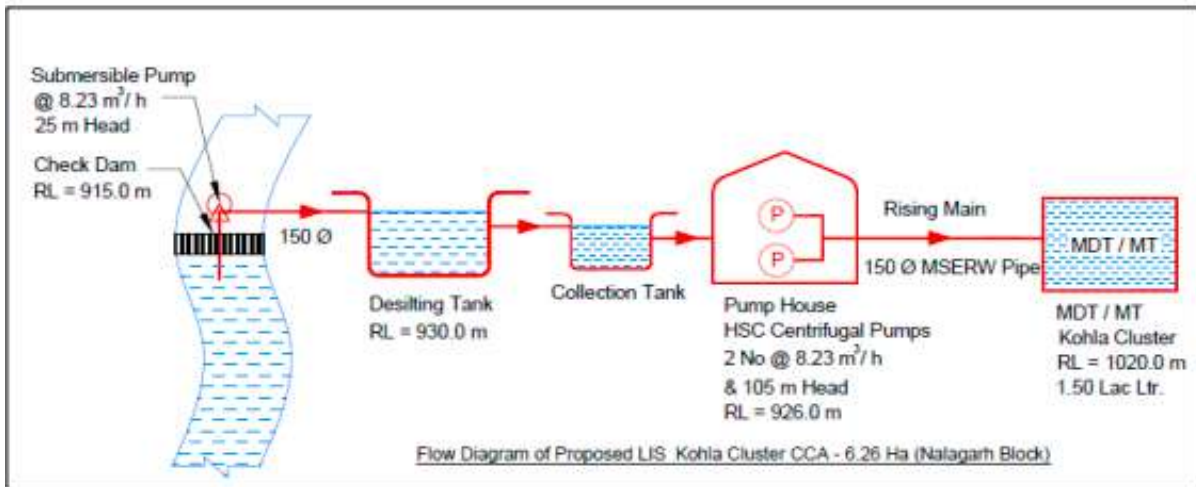 Submersible Pump
@ 8.23 m³/ h
25 m Head
Check Dam
RL = 915.0 m
150 Ø
Desilting Tank
RL = 930.0 m
Collection Tank
P
P
Pump House
HSC Centrifugal Pumps
2 No @ 8.23 m³/ h
& 105 m Head
RL = 926.0 m
Rising Main
150 Ø MSERW Pipe
MDT / MT
MDT / MT
Kohla Cluster
RL = 1020.0 m
1.50 Lac Ltr.
Flow Diagram of Proposed LIS Kohla Cluster CCA - 6.26 Ha (Nalagarh Block)